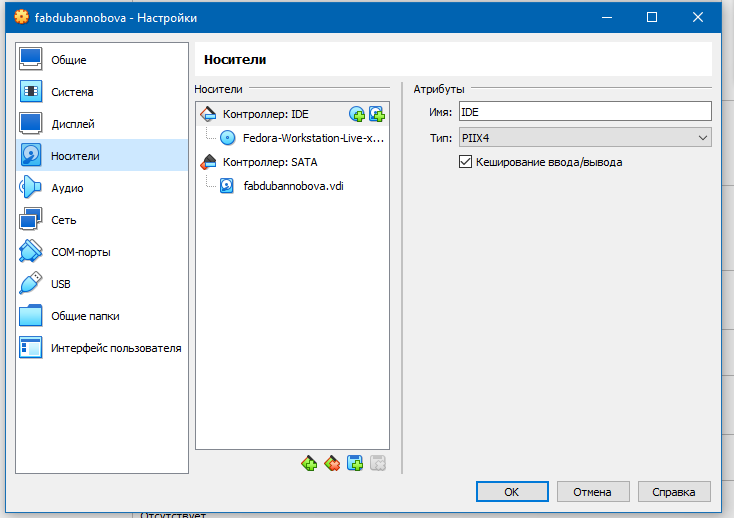 fabdubannobova - Настройки
Общие
Система
Дисплей
Носители
Аудио
Сеть
COM-порты
USB
Общие папки
Интерфейс пользователя
Носители
Носители
Контроллер: IDE
Fedora-Workstation-Live-x...
Контроллер: SATA
fabdubannobova.vdi
Атрибуты
Имя: IDE
Тип: PIIX4
Кеширование ввода/вывода
OK
Отмена
Справка
Отсутствует